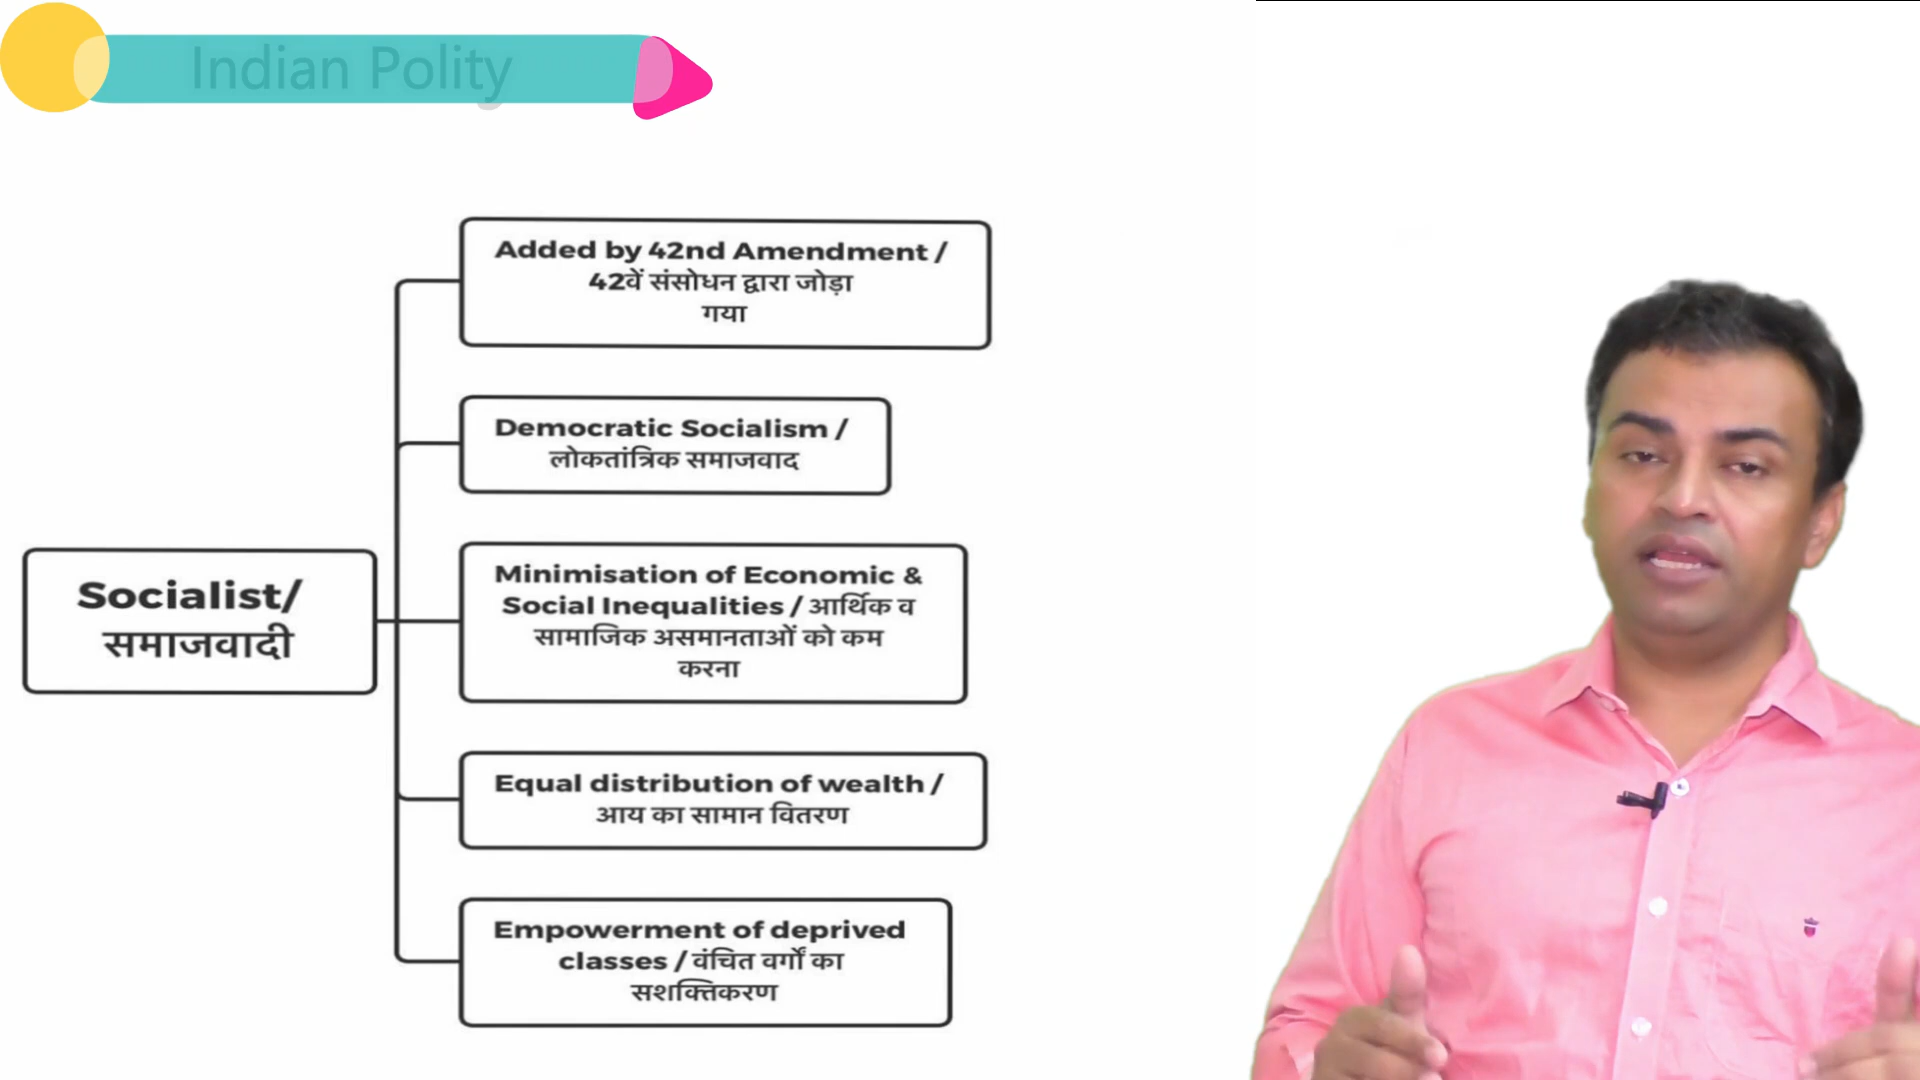 Indian Polity
Added by 42nd Amendment /
42वें संसोधन द्वारा जोड़ा
गया
Democratic Socialism /
लोकतांत्रिक समाजवाद
Socialist/
समाजवादी
Minimisation of Economic &
Social Inequalities / आर्थिक व
सामाजिक असमानताओं को कम
करना
Equal distribution of wealth /
आय का सामान वितरण
Empowerment of deprived
classes / वंचित वर्गों का
सशक्तिकरण